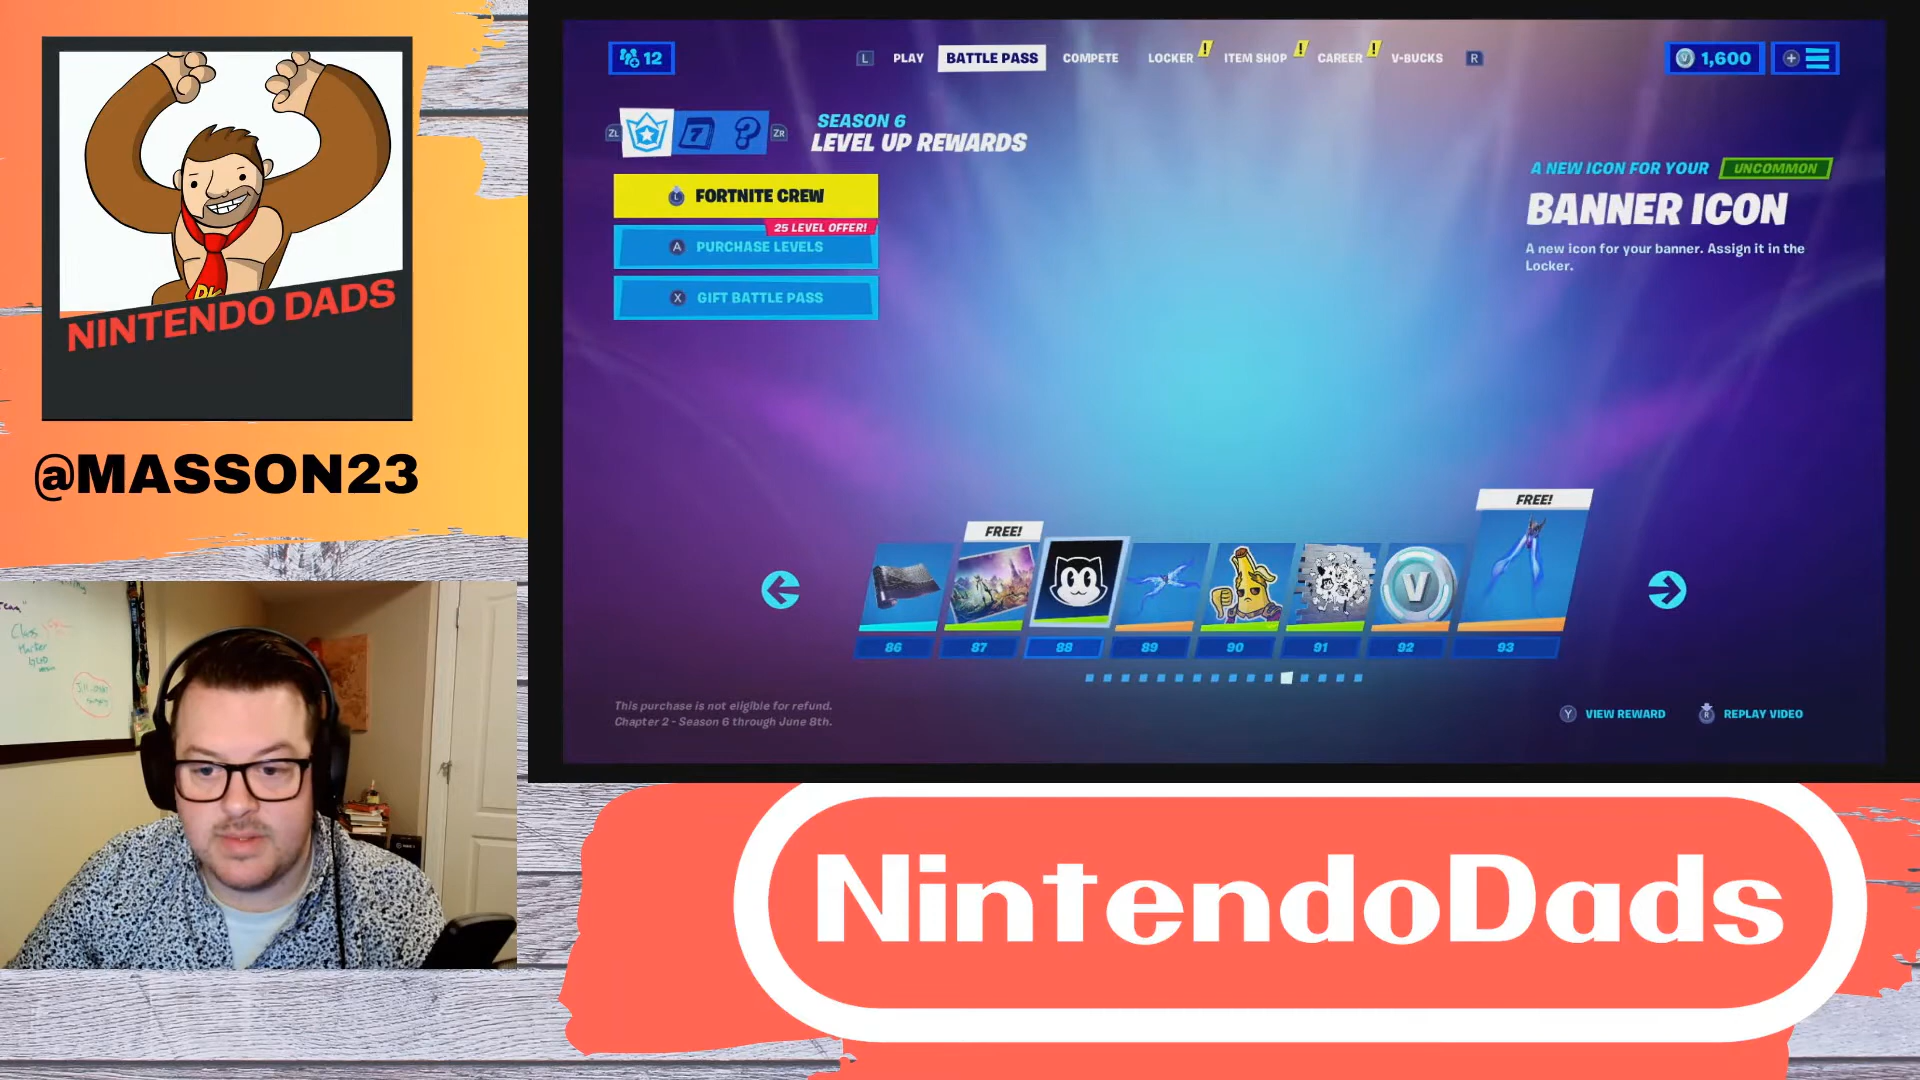 DK
NINTENDO DADS
@MASSON23
12
L
PLAY
BATTLE PASS
COMPETE
LOCKER
!
ITEM SHOP
!
CAREER
!
V-BUCKS
R
V
1,600
+
ZL
7
?
ZR
SEASON 6
LEVEL UP REWARDS
L
FORTNITE CREW
25 LEVEL OFFER!
A
PURCHASE LEVELS
X
GIFT BATTLE PASS
A NEW ICON FOR YOUR
UNCOMMON
BANNER ICON
A new icon for your banner. Assign it in the
Locker.
FREE!
FREE!
V
86
87
88
89
90
91
92
93
This purchase is not eligible for refund.
Chapter 2 - Season 6 through June 8th.
Y
VIEW REWARD
R
REPLAY VIDEO
Class
NintendoDads